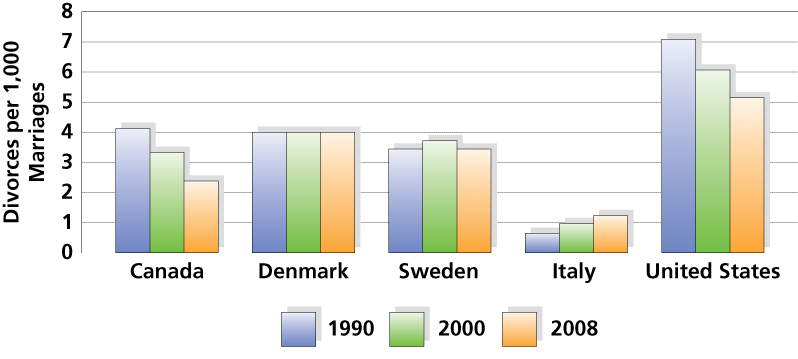 Divorces per 1,000
Marriages
8
7
6
5
4
3
2
1
0
Canada Denmark Sweden Italy United States
1990 2000 2008